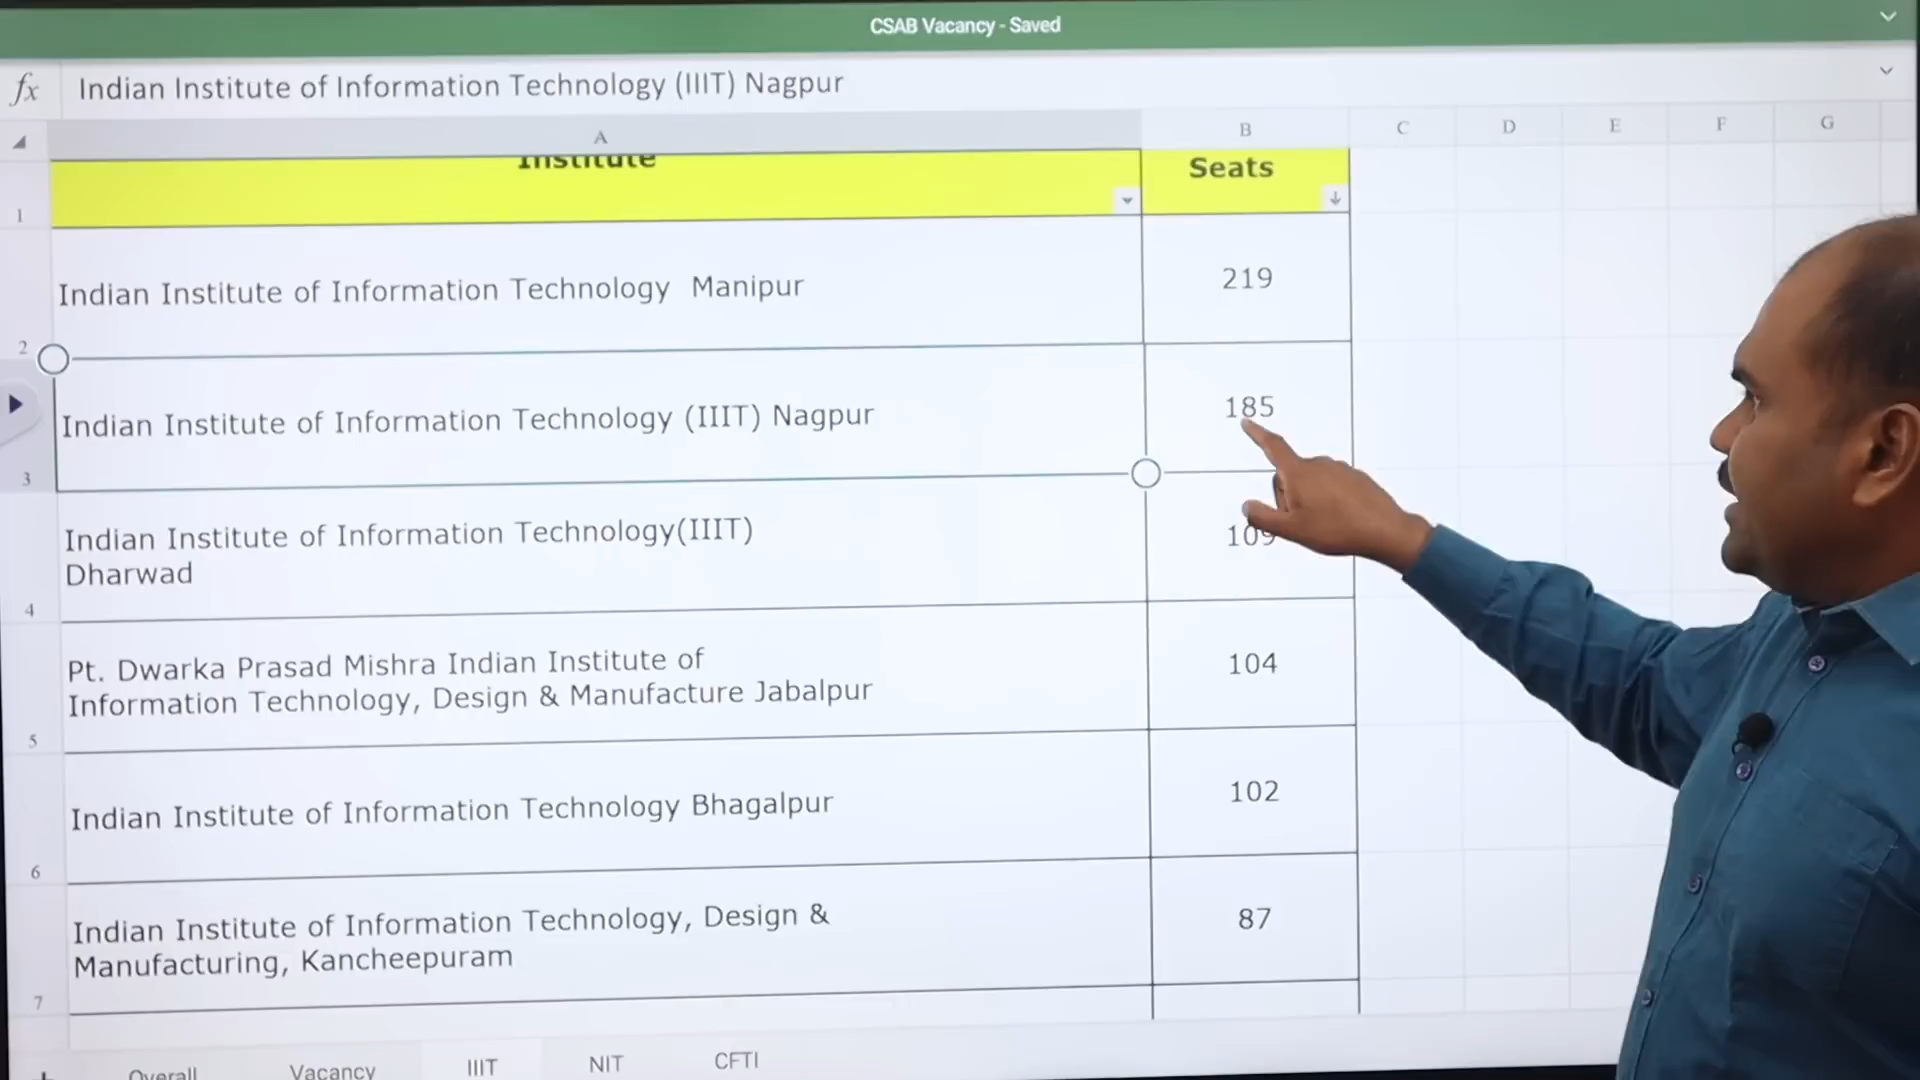 CSAB Vacancy - Saved
fx Indian Institute of Information Technology (IIIT) Nagpur
A B C D E F G
Institute Seats
1
Indian Institute of Information Technology Manipur 219
2
Indian Institute of Information Technology (IIIT) Nagpur 185
3
Indian Institute of Information Technology(IIIT)
Dharwad 109
4
Pt. Dwarka Prasad Mishra Indian Institute of
Information Technology, Design & Manufacture Jabalpur 104
5
Indian Institute of Information Technology Bhagalpur 102
6
Indian Institute of Information Technology, Design &
Manufacturing, Kancheepuram 87
7
+ Overall Vacancy IIIT NIT CFTI